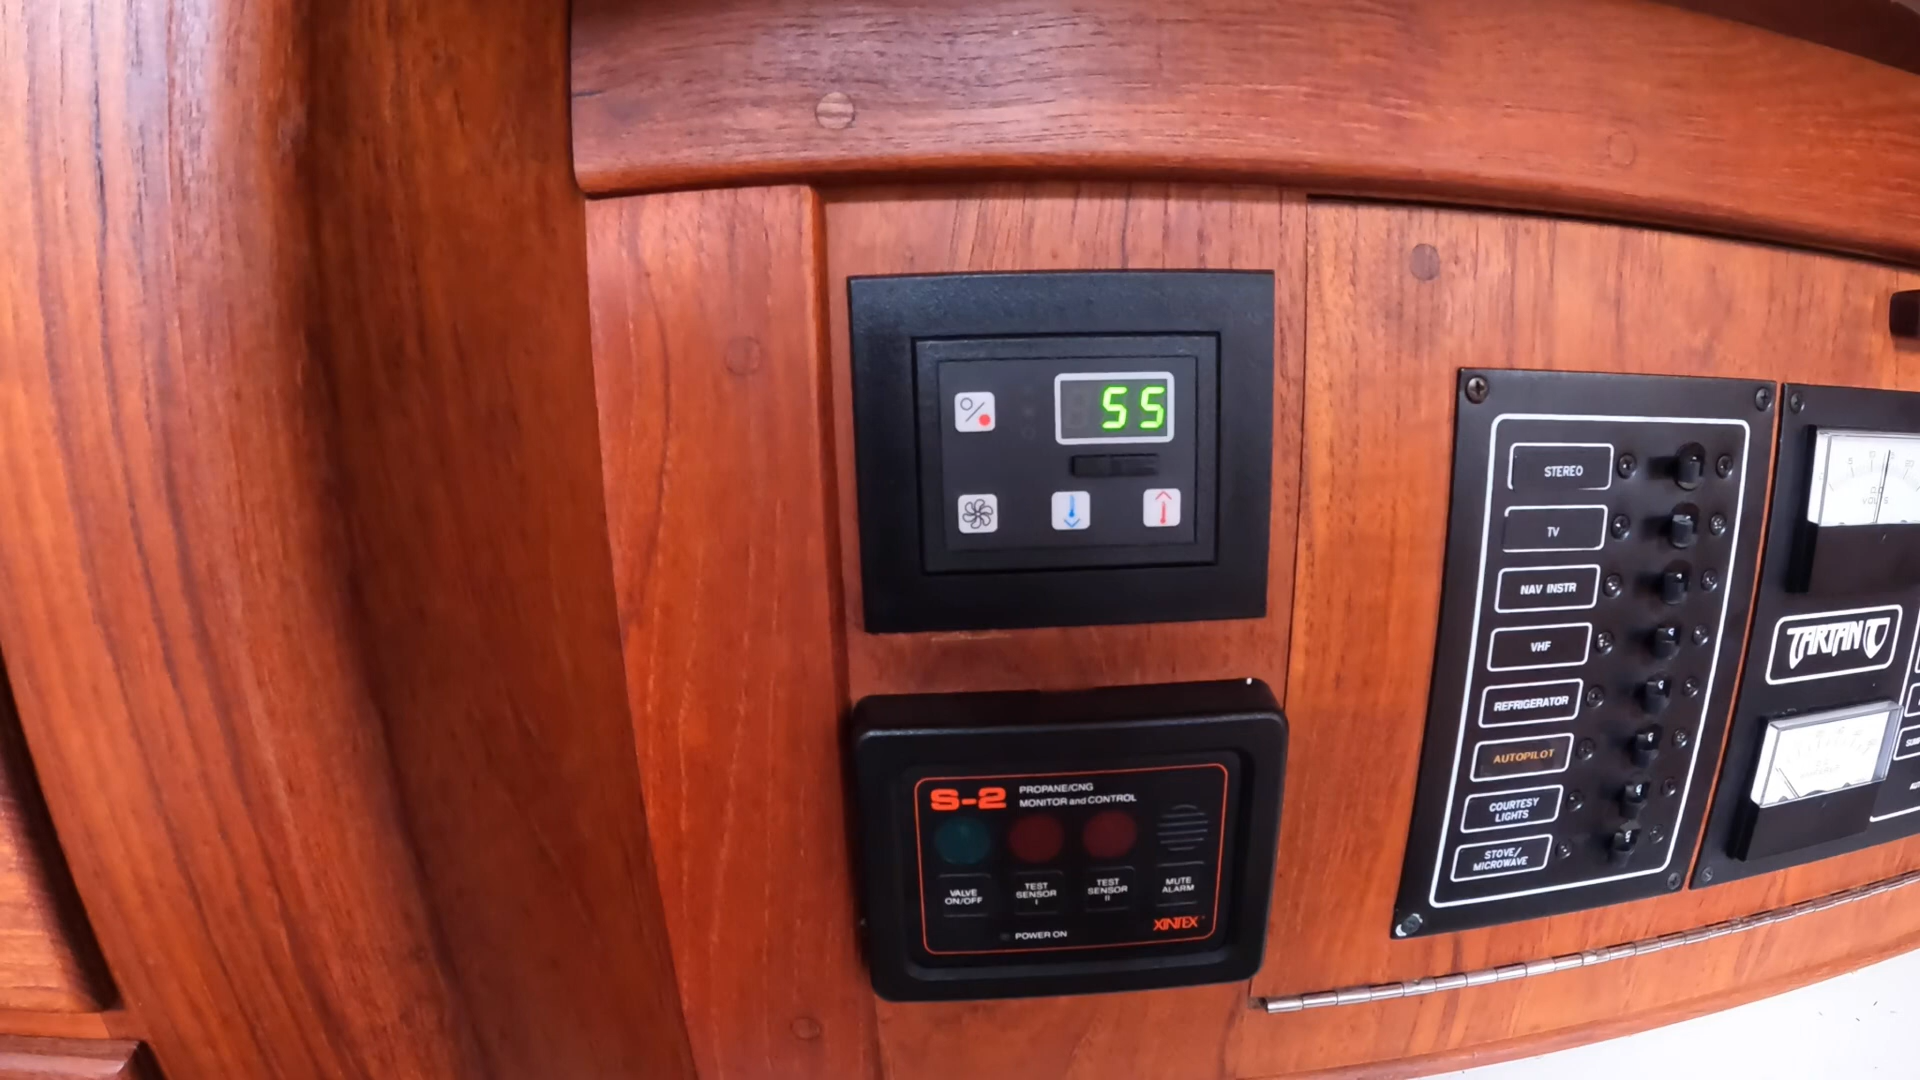 55
S-2
PROPANE/CNG
MONITOR and CONTROL
VALVE
ON/OFF
TEST
SENSOR
I
TEST
SENSOR
II
MUTE
ALARM
POWER ON
XINTEX
STEREO
TV
NAV INSTR
VHF
REFRIGERATOR
AUTOPILOT
COURTESY
LIGHTS
STOVE/
MICROWAVE
TARTAN